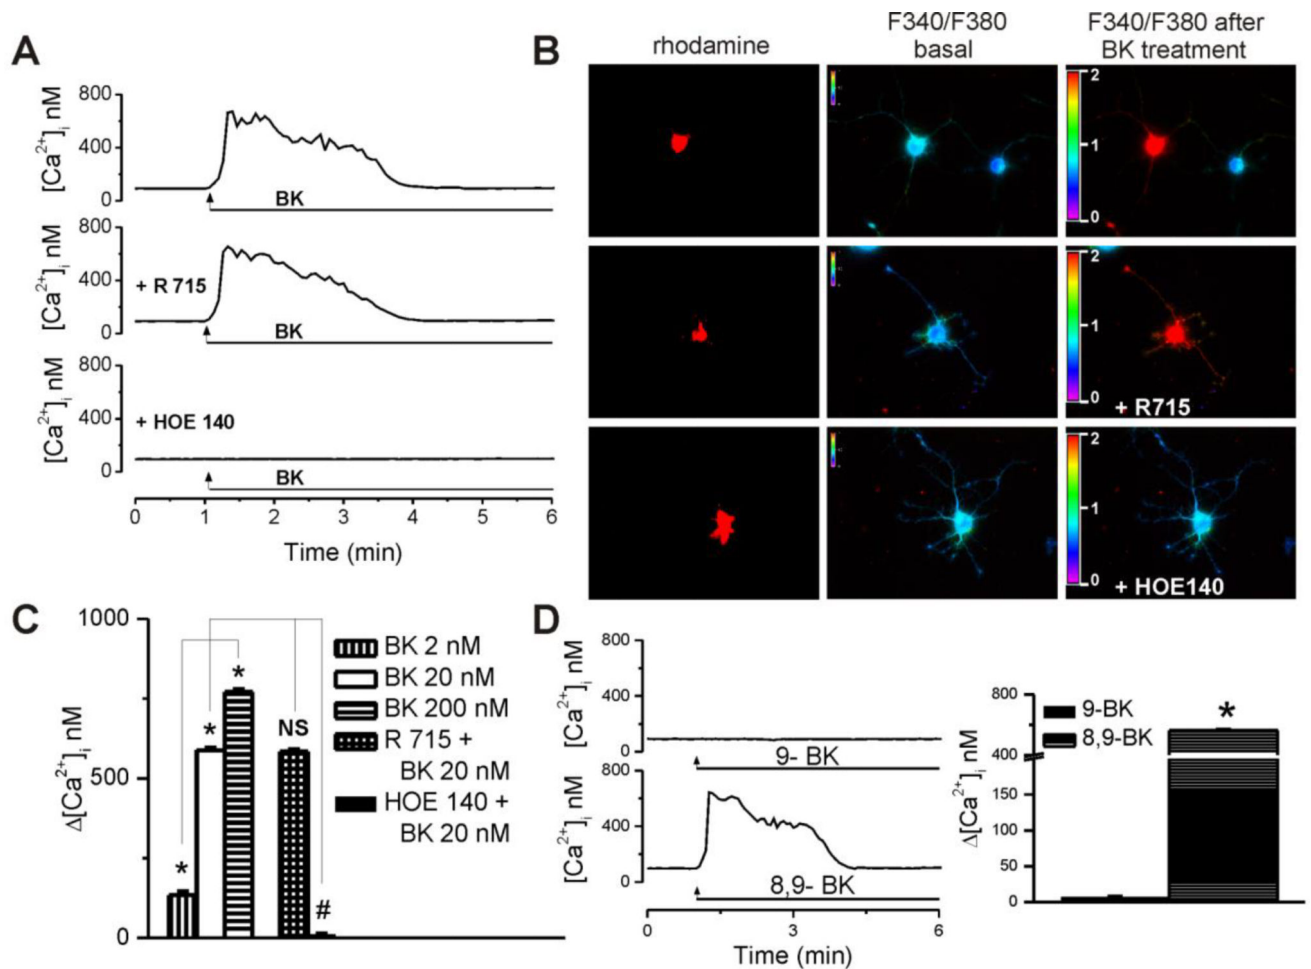 A
[Ca2+]i nM
800
400
0
BK
[Ca2+]i nM
800
400
0
+ R 715
BK
[Ca2+]i nM
800
400
0
+ HOE 140
BK
0 1 2 3 4 5 6
Time (min)
B
rhodamine
F340/F380
basal
F340/F380 after
BK treatment
2
1
0
2
1
0
+ R715
2
1
0
+ HOE140
C
Δ[Ca2+]i nM
1000
500
0
*
*
*
NS
#
BK 2 nM
BK 20 nM
BK 200 nM
R 715 +
BK 20 nM
HOE 140 +
BK 20 nM
D
[Ca2+]i nM
800
400
0
9- BK
[Ca2+]i nM
800
400
0
8,9- BK
0 3 6
Time (min)
Δ[Ca2+]i nM
800
400
150
100
50
0
9-BK
8,9-BK
*